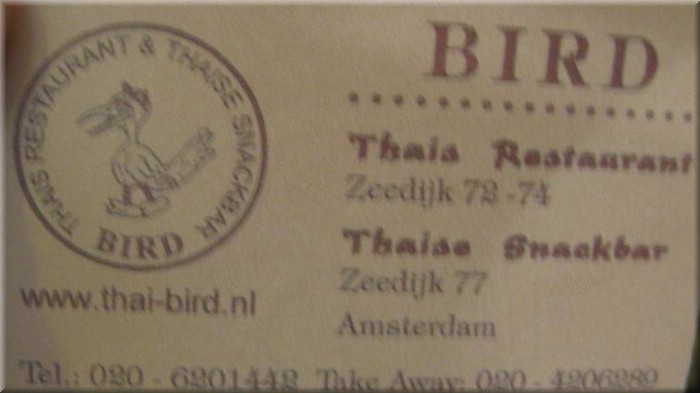 THAIS RESTAURANT & THAISE SNACKBAR
BIRD
www.thai-bird.nl
BIRD
Thais Restaurant
Zeedijk 72-74
Thaise Snackbar
Zeedijk 77
Amsterdam
Tel.: 020 - 6201442 Take Away: 020 - 4206289